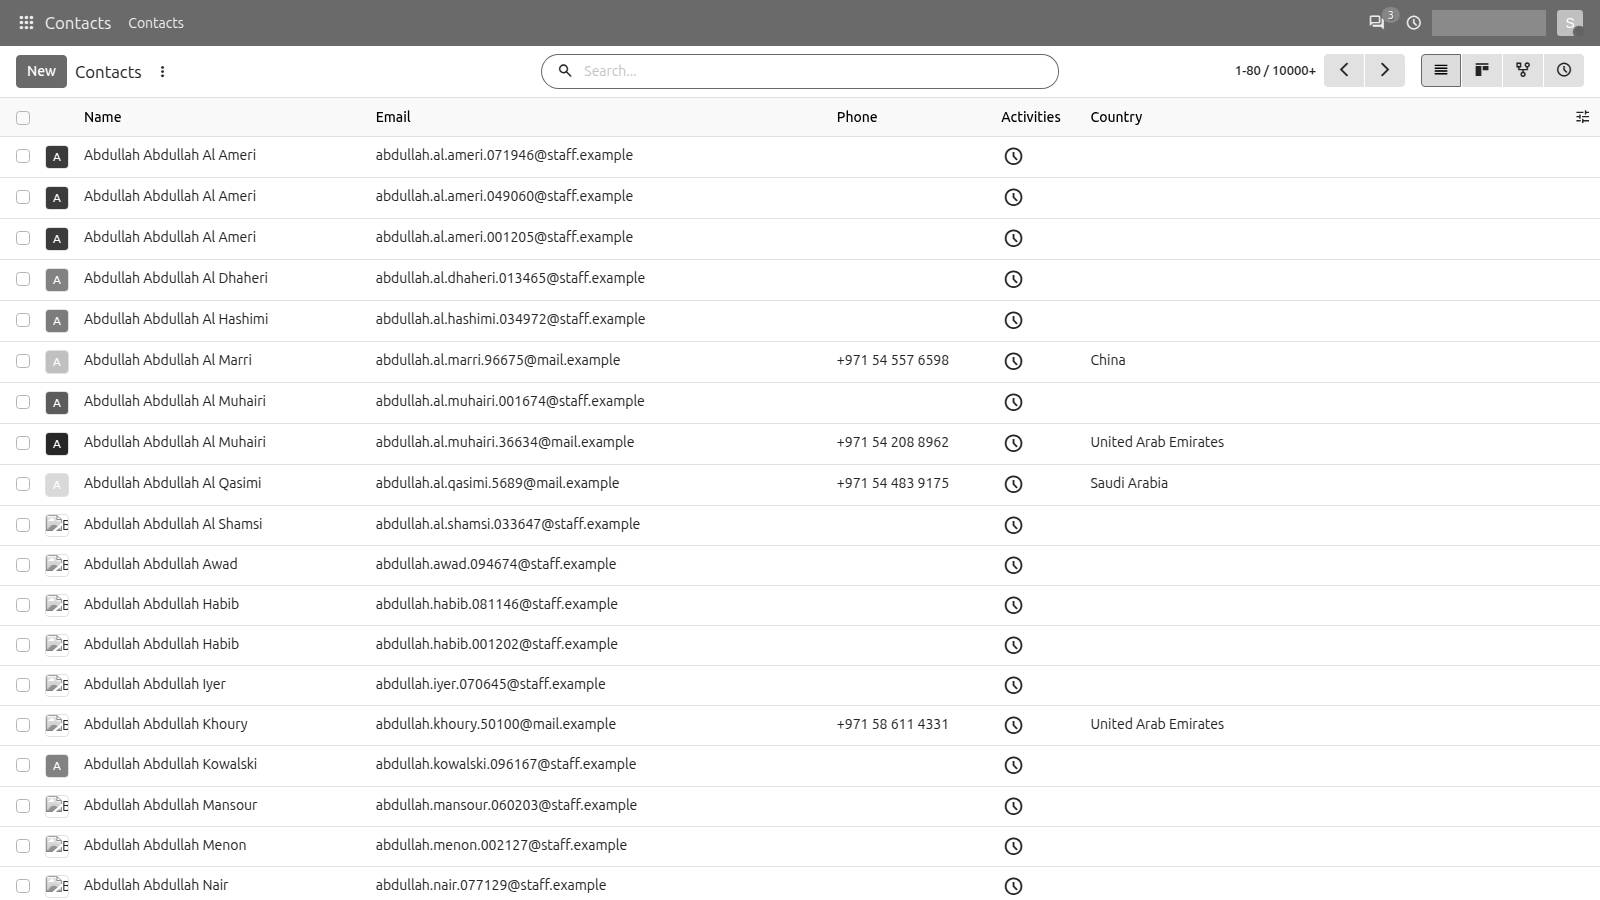 Contacts Contacts 3 S
New Contacts Search... 1-80 / 10000+
Name Email Phone Activities Country
A Abdullah Abdullah Al Ameri abdullah.al.ameri.071946@staff.example
A Abdullah Abdullah Al Ameri abdullah.al.ameri.049060@staff.example
A Abdullah Abdullah Al Ameri abdullah.al.ameri.001205@staff.example
A Abdullah Abdullah Al Dhaheri abdullah.al.dhaheri.013465@staff.example
A Abdullah Abdullah Al Hashimi abdullah.al.hashimi.034972@staff.example
A Abdullah Abdullah Al Marri abdullah.al.marri.96675@mail.example +971 54 557 6598 China
A Abdullah Abdullah Al Muhairi abdullah.al.muhairi.001674@staff.example
A Abdullah Abdullah Al Muhairi abdullah.al.muhairi.36634@mail.example +971 54 208 8962 United Arab Emirates
A Abdullah Abdullah Al Qasimi abdullah.al.qasimi.5689@mail.example +971 54 483 9175 Saudi Arabia
Abdullah Abdullah Al Shamsi abdullah.al.shamsi.033647@staff.example
Abdullah Abdullah Awad abdullah.awad.094674@staff.example
Abdullah Abdullah Habib abdullah.habib.081146@staff.example
Abdullah Abdullah Habib abdullah.habib.001202@staff.example
Abdullah Abdullah Iyer abdullah.iyer.070645@staff.example
Abdullah Abdullah Khoury abdullah.khoury.50100@mail.example +971 58 611 4331 United Arab Emirates
A Abdullah Abdullah Kowalski abdullah.kowalski.096167@staff.example
Abdullah Abdullah Mansour abdullah.mansour.060203@staff.example
Abdullah Abdullah Menon abdullah.menon.002127@staff.example
Abdullah Abdullah Nair abdullah.nair.077129@staff.example